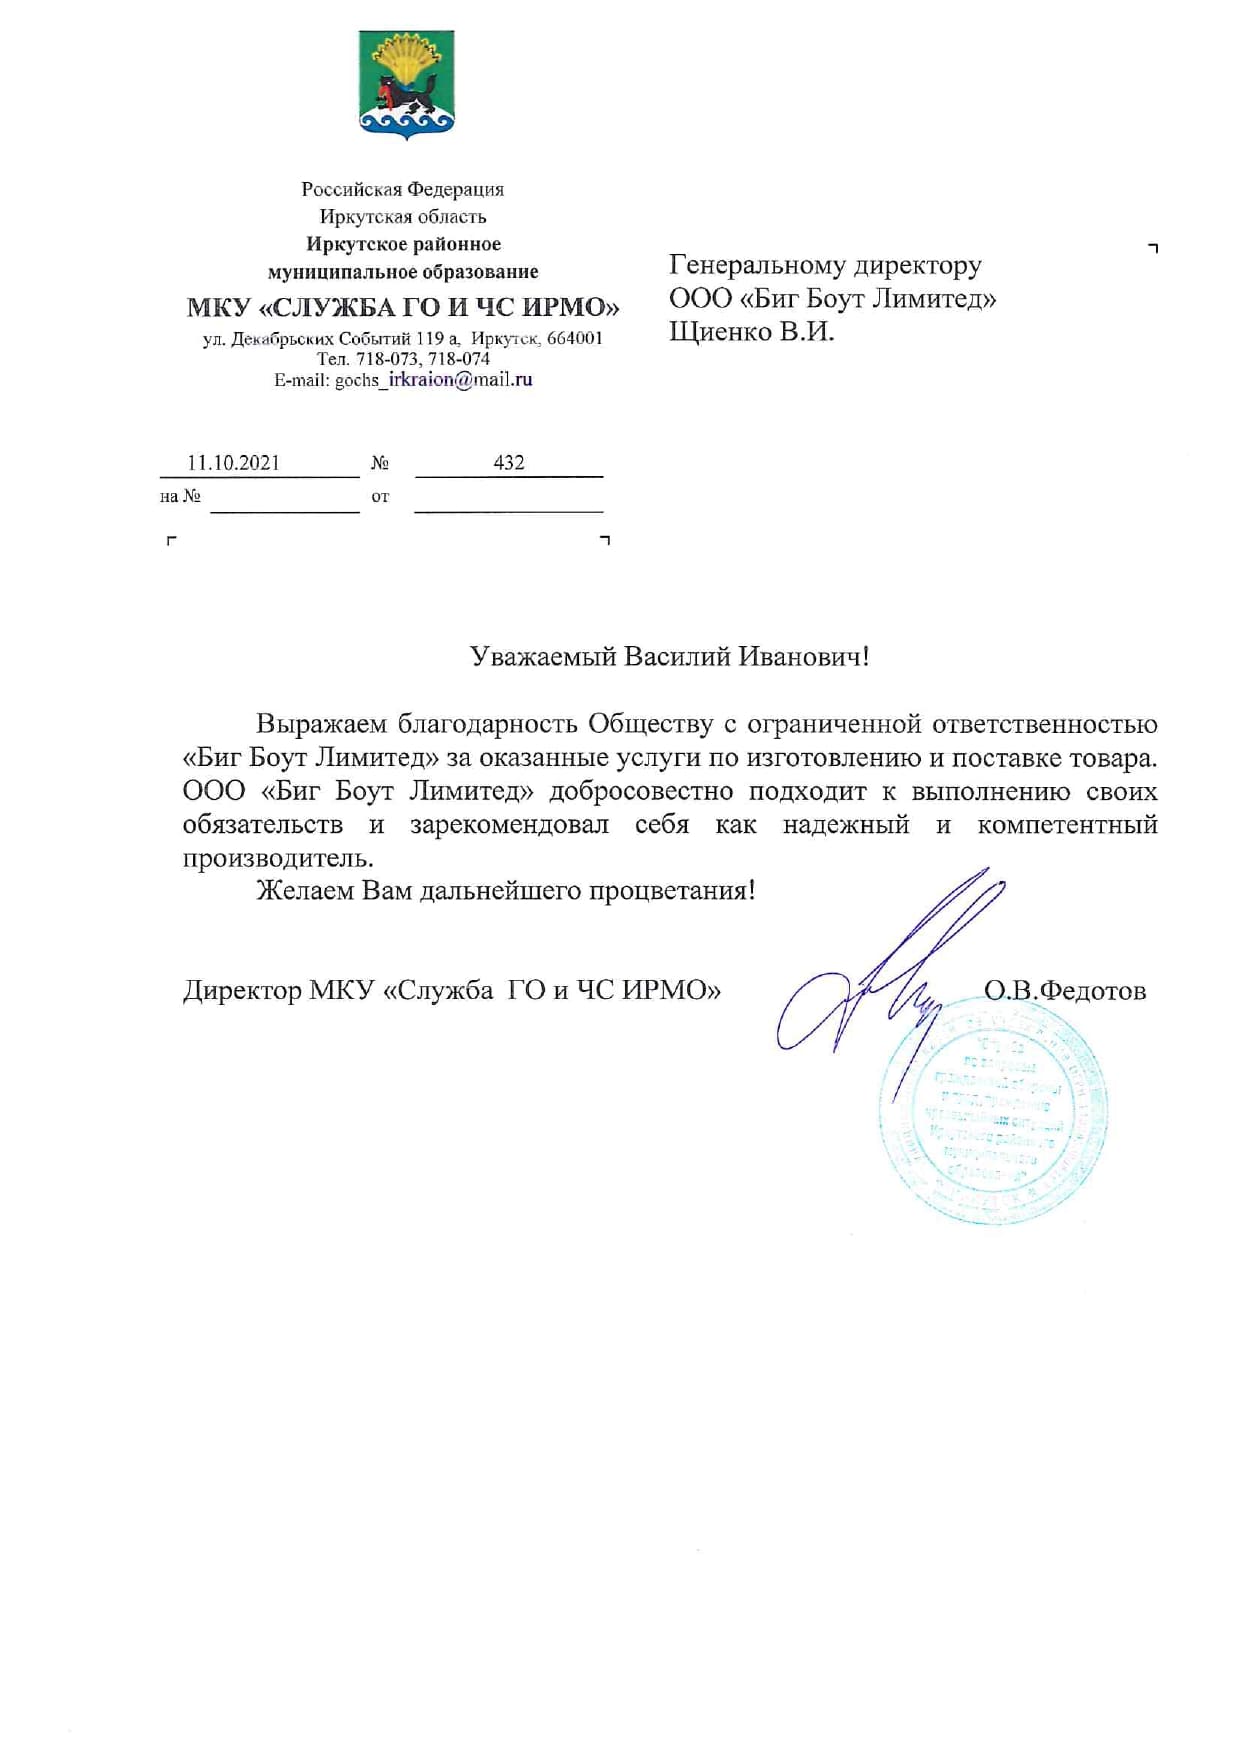 Российская Федерация
Иркутская область
Иркутское районное
муниципальное образование
МКУ «СЛУЖБА ГО И ЧС ИРМО»
ул. Декабрьских Событий 119 а, Иркутск, 664001
Тел. 718-073, 718-074
E-mail: gochs_irkraion@mail.ru
11.10.2021 № 432
на № от
Генеральному директору
ООО «Биг Боут Лимитед»
Щиенко В.И.
Уважаемый Василий Иванович!
Выражаем благодарность Обществу с ограниченной ответственностью
«Биг Боут Лимитед» за оказанные услуги по изготовлению и поставке товара.
ООО «Биг Боут Лимитед» добросовестно подходит к выполнению своих
обязательств и зарекомендовал себя как надежный и компетентный
производитель.
Желаем Вам дальнейшего процветания!
Директор МКУ «Служба ГО и ЧС ИРМО» О.В.Федотов